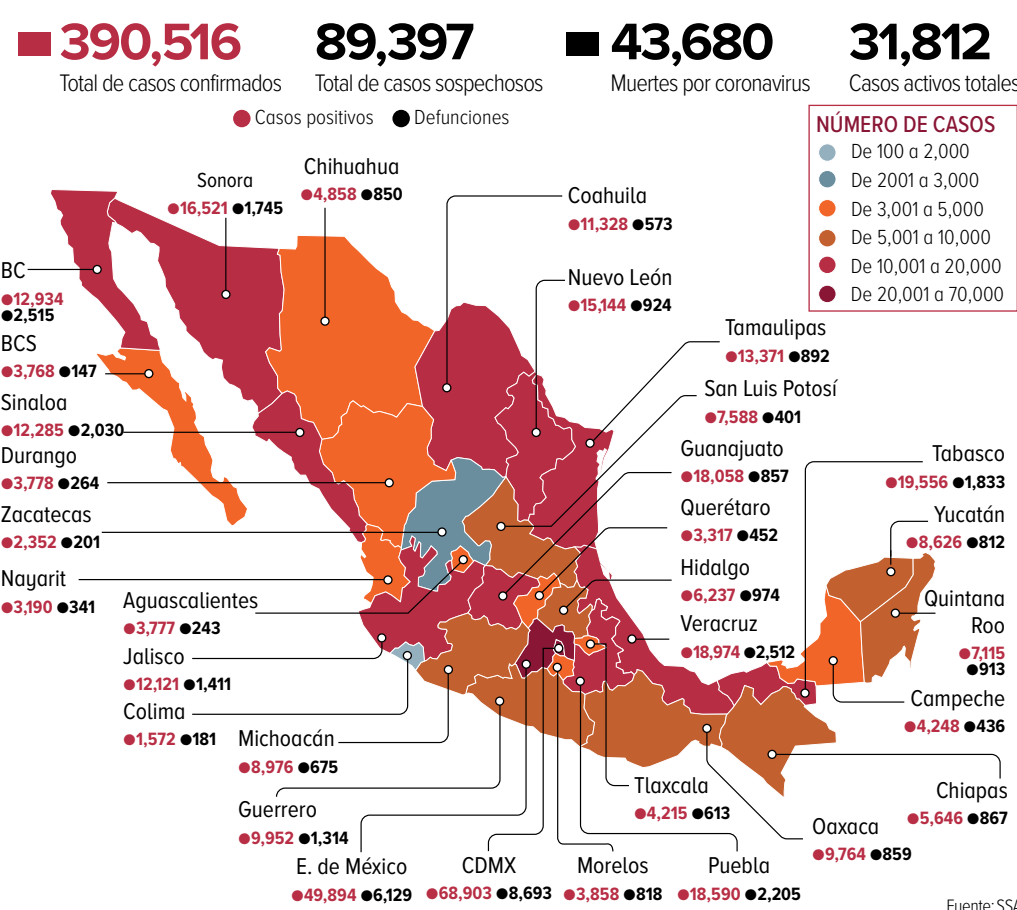 390,516
Total de casos confirmados
89,397
Total de casos sospechosos
43,680
Muertes por coronavirus
31,812
Casos activos totales
Casos positivos Defunciones
NÚMERO DE CASOS
De 100 a 2,000
De 2001 a 3,000
De 3,001 a 5,000
De 5,001 a 10,000
De 10,001 a 20,000
De 20,001 a 70,000
Chihuahua
4,858 850
Sonora
16,521 1,745
Coahuila
11,328 573
BC
12,934
2,515
Nuevo León
15,144 924
BCS
3,768 147
Tamaulipas
13,371 892
San Luis Potosí
7,588 401
Sinaloa
12,285 2,030
Durango
3,778 264
Guanajuato
18,058 857
Tabasco
19,556 1,833
Zacatecas
2,352 201
Querétaro
3,317 452
Yucatán
8,626 812
Nayarit
3,190 341
Hidalgo
6,237 974
Quintana
Roo
7,115
913
Aguascalientes
3,777 243
Veracruz
18,974 2,512
Jalisco
12,121 1,411
Campeche
4,248 436
Colima
1,572 181
Michoacán
8,976 675
Tlaxcala
4,215 613
Chiapas
5,646 867
Guerrero
9,952 1,314
Oaxaca
9,764 859
E. de México
49,894 6,129
CDMX
68,903 8,693
Morelos
3,858 818
Puebla
18,590 2,205
Fuente: SSA